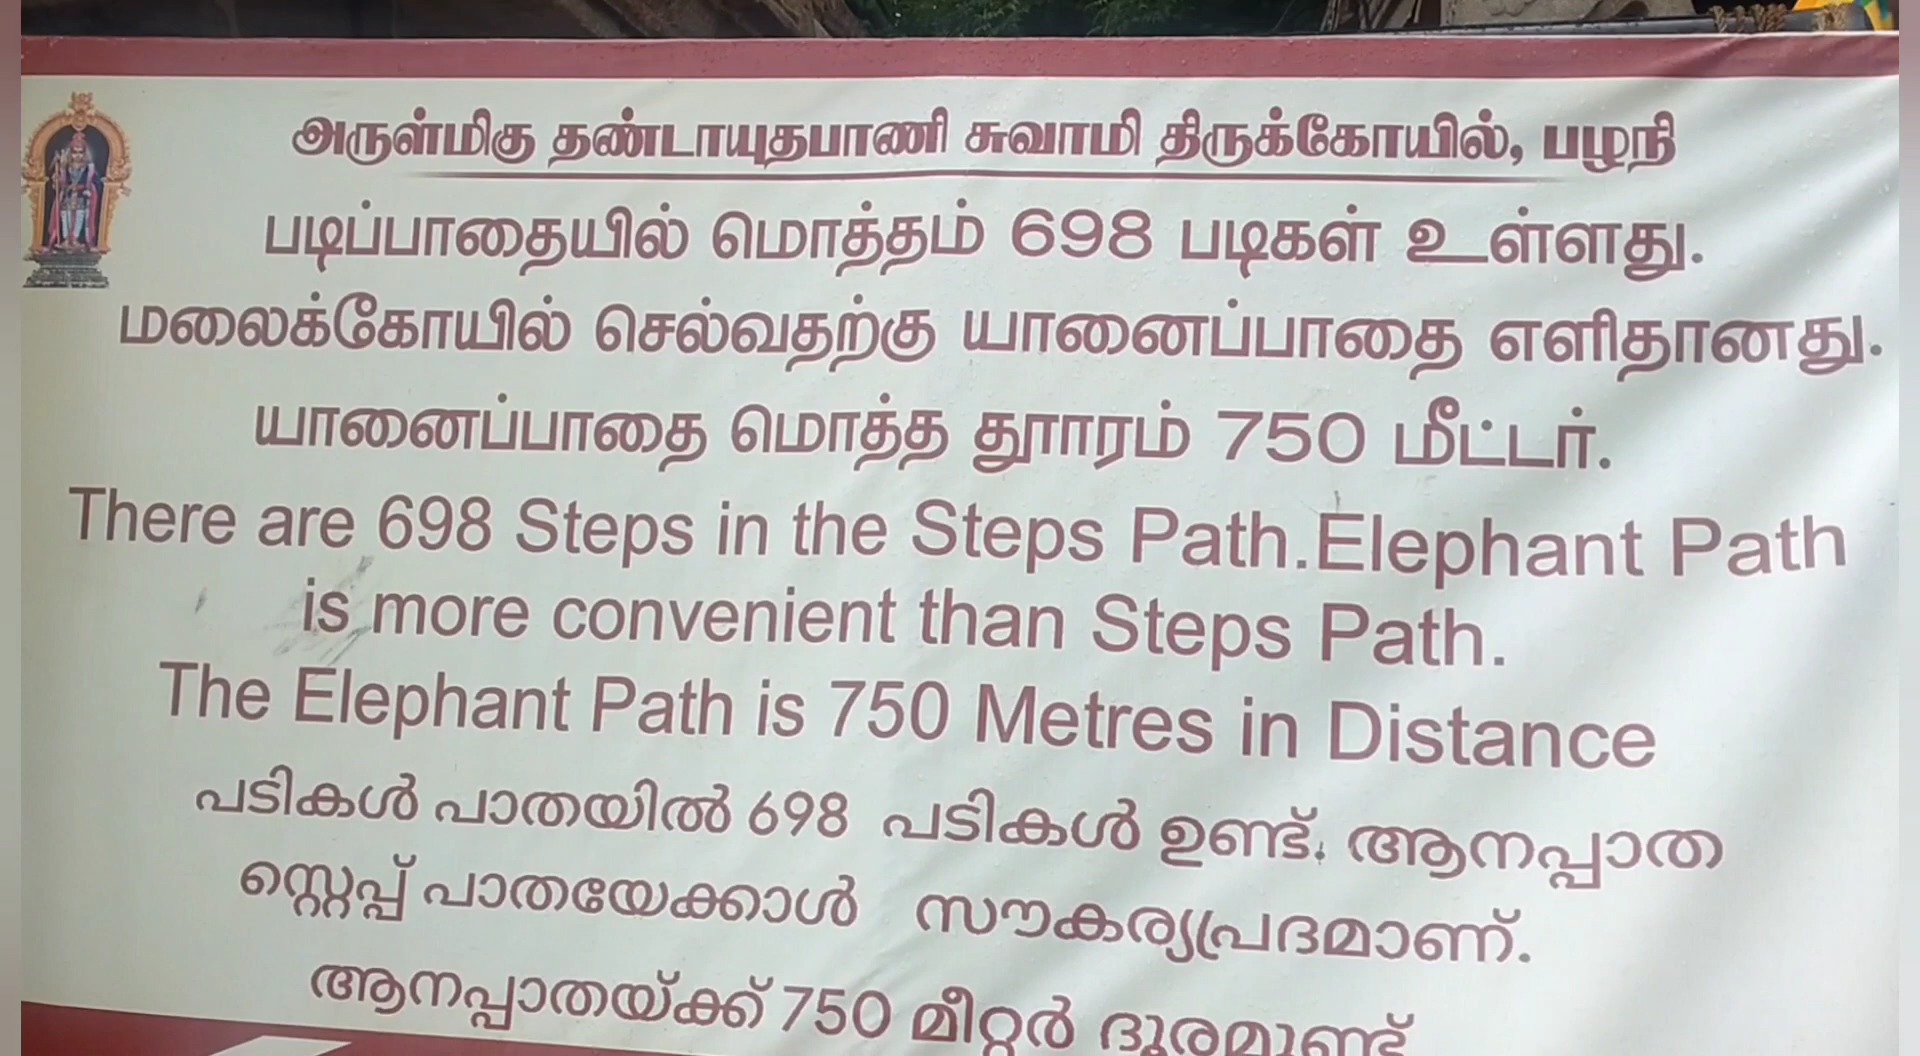 அருள்மிகு தண்டாயுதபாணி சுவாமி திருக்கோயில், பழநி
படிப்பாதையில் மொத்தம் 698 படிகள் உள்ளது.
மலைக்கோயில் செல்வதற்கு யானைப்பாதை எளிதானது.
யானைப்பாதை மொத்த தூரரம் 750 மீட்டர்.
There are 698 Steps in the Steps Path.Elephant Path
is more convenient than Steps Path.
The Elephant Path is 750 Metres in Distance
പടികൾ പാതയിൽ 698 പടികൾ ഉണ്ട്. ആനപ്പാത
സ്റ്റെപ്പ് പാതയേക്കാൾ സൗകര്യപ്രദമാണ്.
ആനപ്പാതയ്ക്ക് 750 മീറ്റർ ദൂരമുണ്ട്